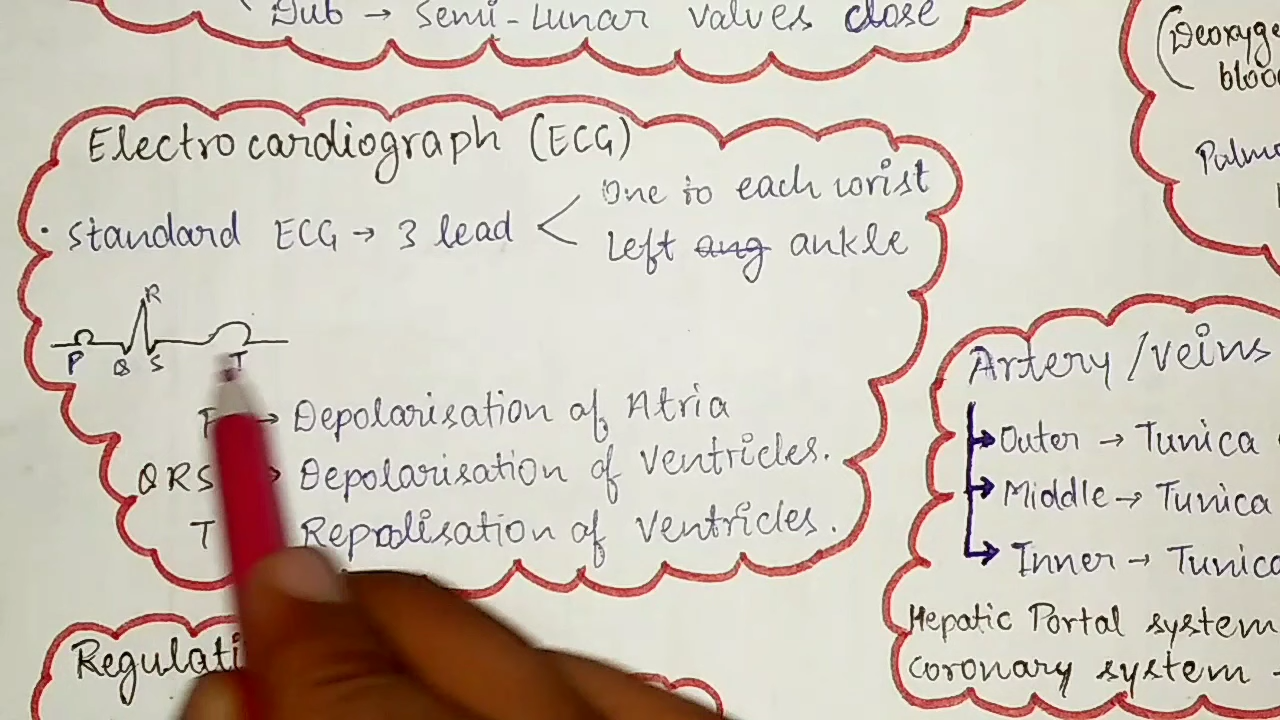 Dub → Semi-Lunar valves close
Electrocardiograph (ECG)
• Standard ECG → 3 lead < One to each wrist
Left ang ankle
R
P Q S T
P → Depolarisation of Atria
QRS → Depolarisation of Ventricles.
T Reprolisation of Ventricles.
Regulati
(Deoxyge
bloo
Pulmo
Artery / Veins
→ Outer → Tunica
→ Middle → Tunica
→ Inner → Tunica
Hepatic Portal system
Coronary system -